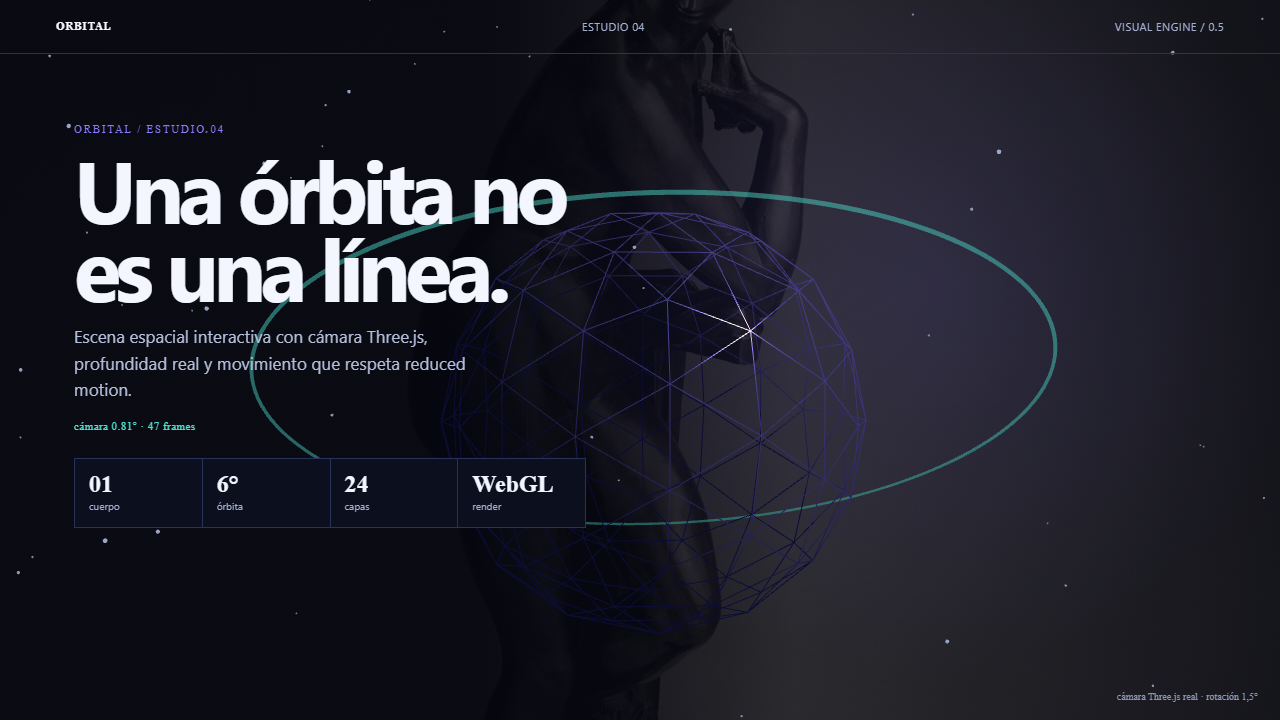 ORBITAL
ESTUDIO 04
VISUAL ENGINE / 0.5
ORBITAL / ESTUDIO.04
Una órbita no
es una línea.
Escena espacial interactiva con cámara Three.js,
profundidad real y movimiento que respeta reduced
motion.
cámara 0.81° · 47 frames
01
cuerpo
6°
órbita
24
capas
WebGL
render
cámara Three.js real · rotación 1,5°